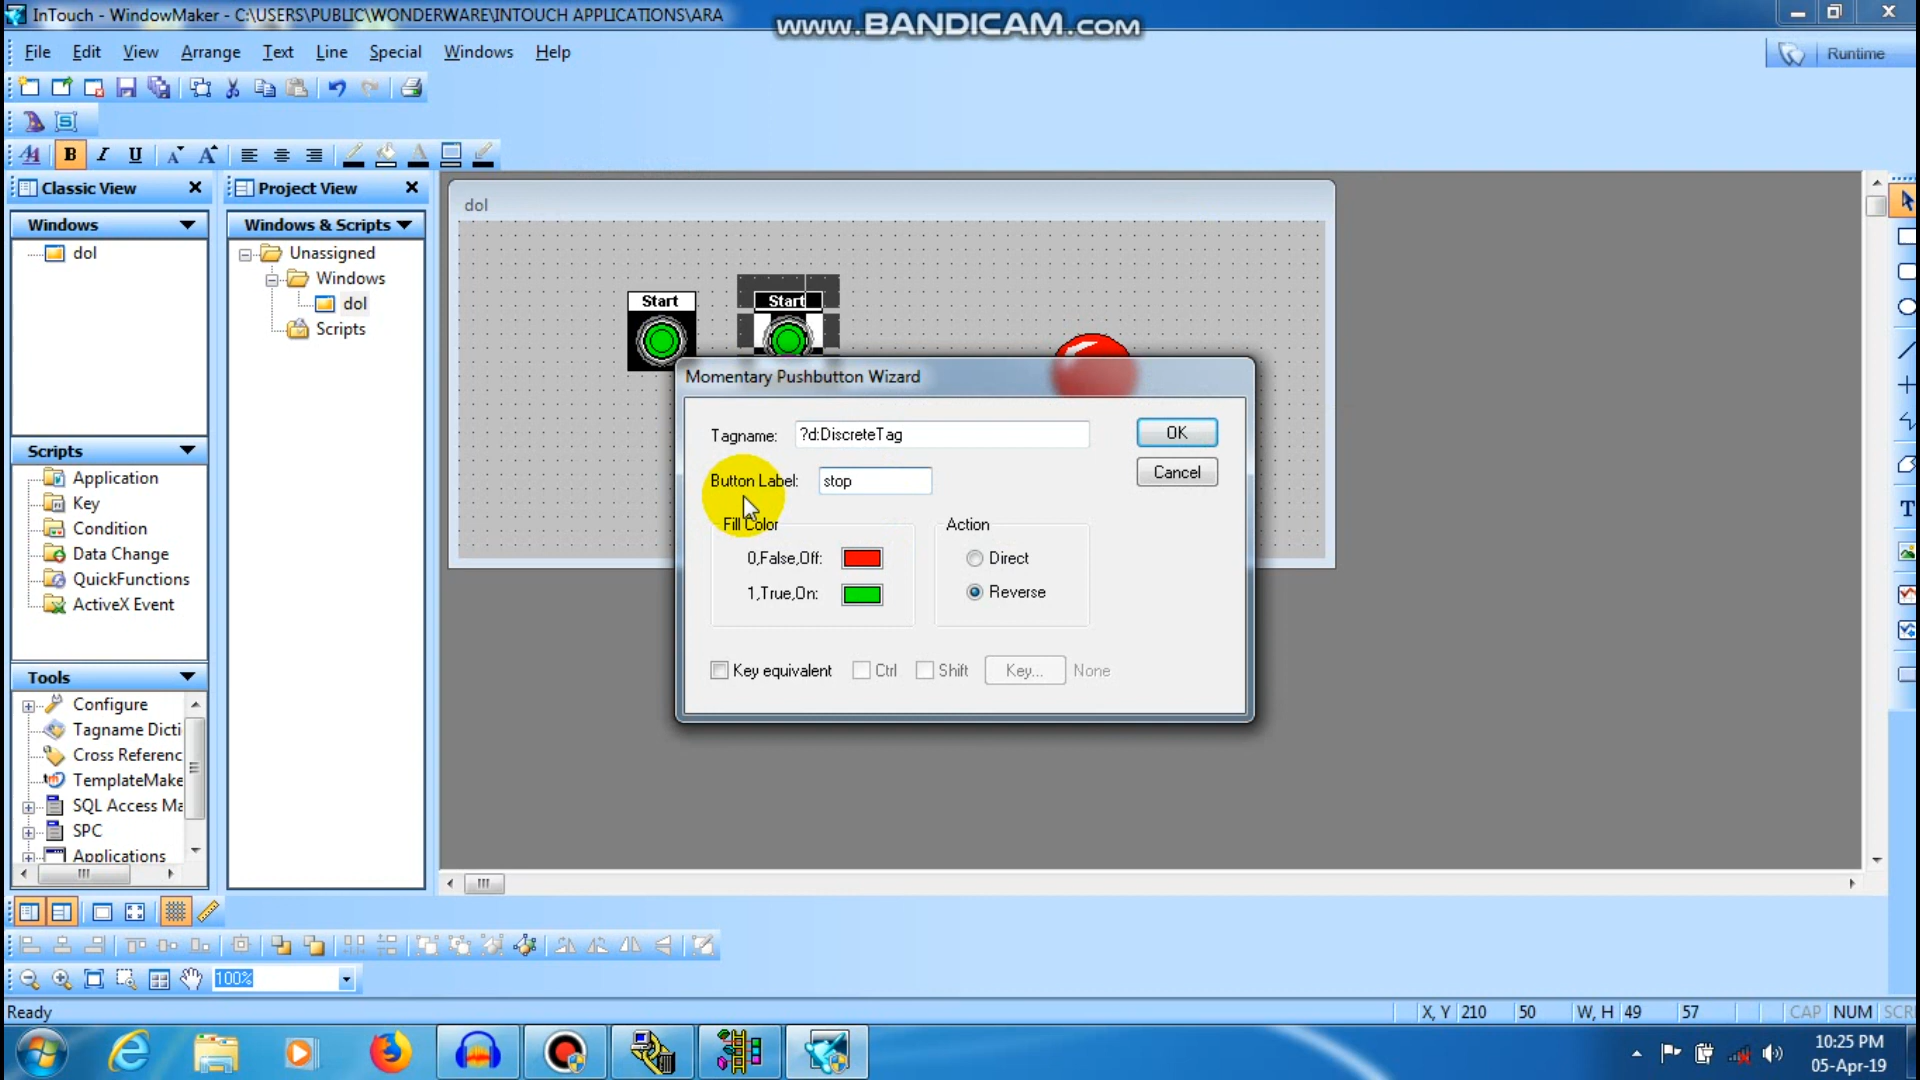 InTouch - WindowMaker - C:\USERS\PUBLIC\WONDERWARE\INTOUCH APPLICATIONS\ARA
www.BANDICAM.com
File Edit View Arrange Text Line Special Windows Help
Runtime
B I U
Classic View
Project View
Windows
Windows & Scripts
dol
Unassigned
Windows
dol
Scripts
dol
Start
Start
Momentary Pushbutton Wizard
Tagname: ?d:DiscreteTag
OK
Button Label: stop
Cancel
Fill Color
Action
0,False,Off:
Direct
1,True,On:
Reverse
Key equivalent Ctrl Shift Key... None
Scripts
Application
Key
Condition
Data Change
QuickFunctions
ActiveX Event
Tools
Configure
Tagname Dicti
Cross Referenc
TemplateMake
SQL Access Ma
SPC
Applications
100%
Ready
X, Y 210 50 W, H 49 57 CAP NUM SCR
10:25 PM
05-Apr-19